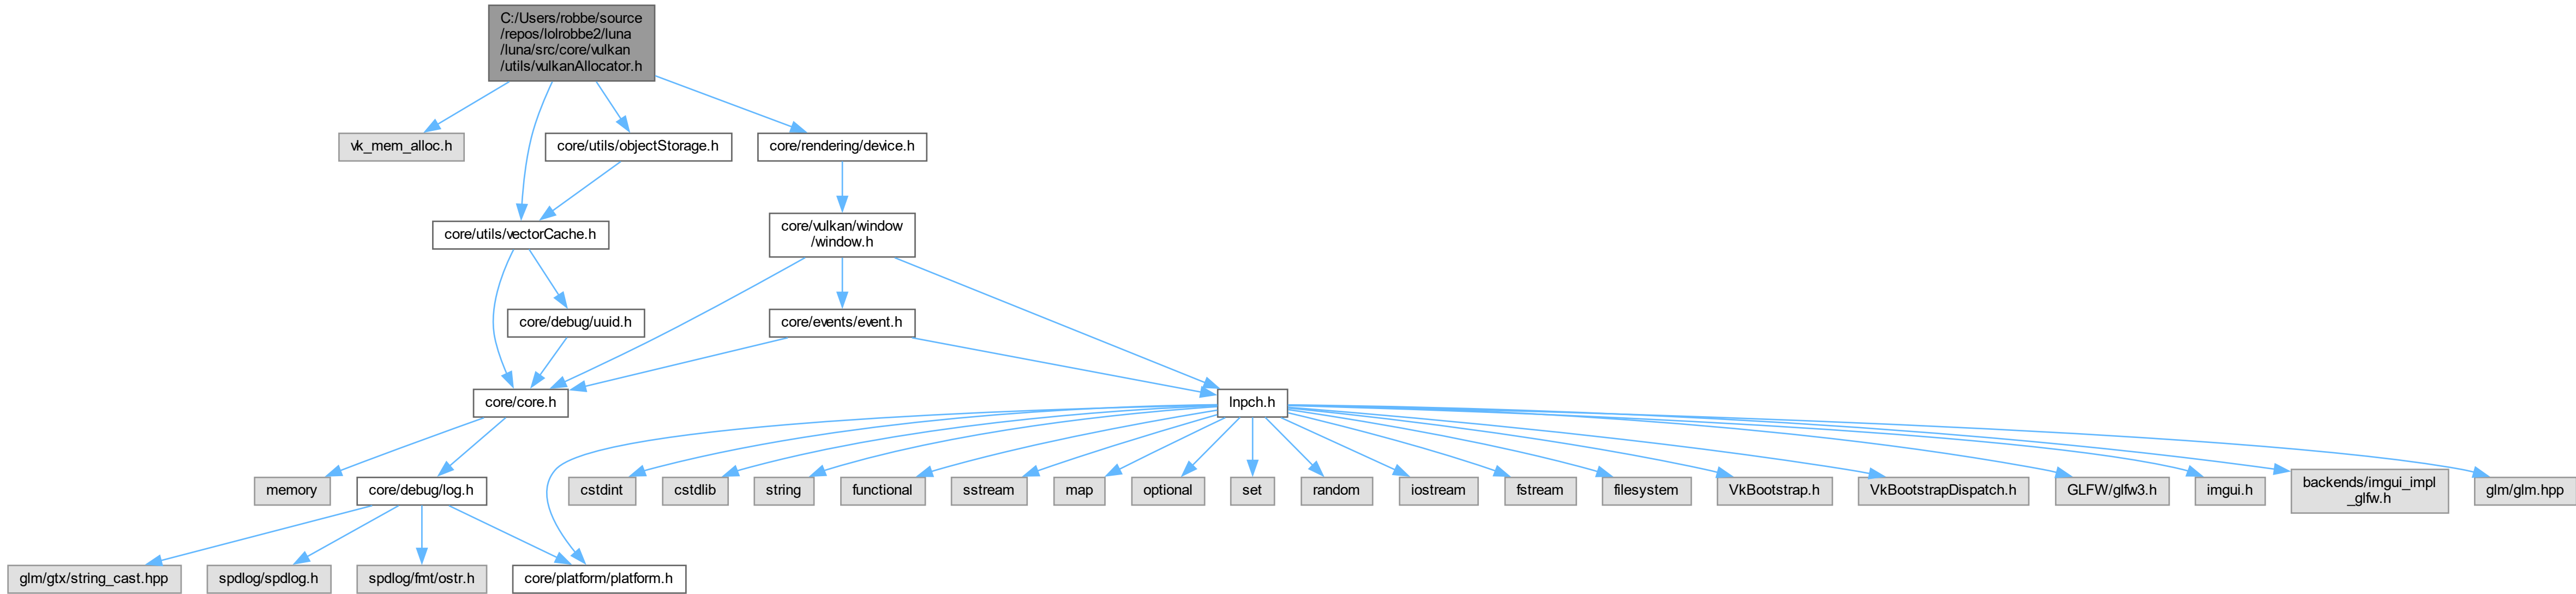 C:/Users/robbe/source
/repos/lolrobbe2/luna
/luna/src/core/vulkan
/utils/vulkanAllocator.h
vk_mem_alloc.h
core/utils/objectStorage.h
core/rendering/device.h
core/utils/vectorCache.h
core/vulkan/window
/window.h
core/debug/uuid.h
core/events/event.h
core/core.h
lnpch.h
memory
core/debug/log.h
cstdint
cstdlib
string
functional
sstream
map
optional
set
random
iostream
fstream
filesystem
VkBootstrap.h
VkBootstrapDispatch.h
GLFW/glfw3.h
imgui.h
backends/imgui_impl
_glfw.h
glm/glm.hpp
glm/gtx/string_cast.hpp
spdlog/spdlog.h
spdlog/fmt/ostr.h
core/platform/platform.h